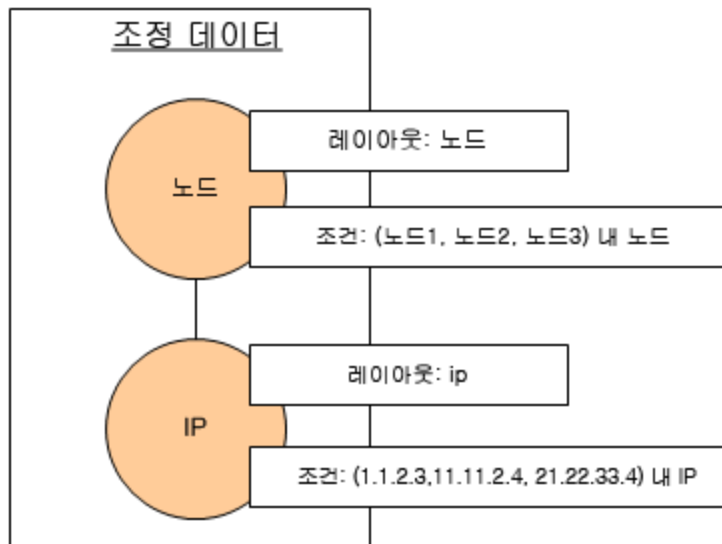 조정 데이터
레이아웃: 노드
노드
조건: (노드1, 노드2, 노드3) 내 노드
레이아웃: ip
IP
조건: (1.1.2.3,11.11.2.4, 21.22.33.4) 내 IP